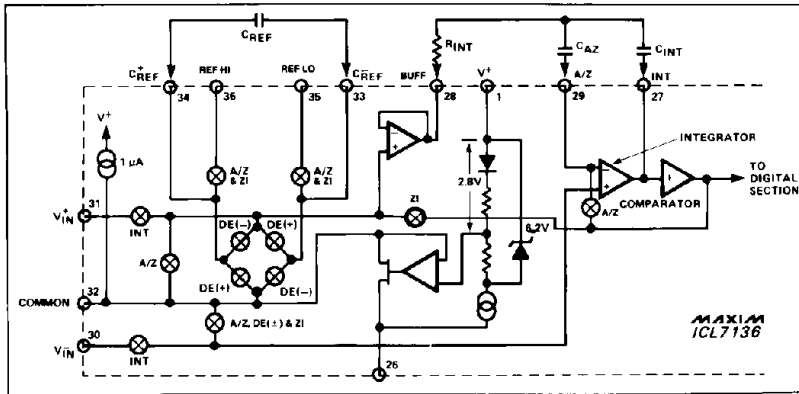 CREF
RINT
CAZ
CINT
C+REF
REF HI
REF LO
C-REF
BUFF
V+
A/Z
INT
34
36
35
33
28
1
29
27
V+
1 µA
A/Z
& ZI
A/Z
& ZI
2.8V
6.2V
INTEGRATOR
TO
DIGITAL
SECTION
COMPARATOR
A/Z
31
V+IN
INT
ZI
DE(−)
DE(+)
A/Z
DE(+)
DE(−)
32
COMMON
A/Z, DE(±) & ZI
30
V-IN
INT
26
MAXIM
ICL7136